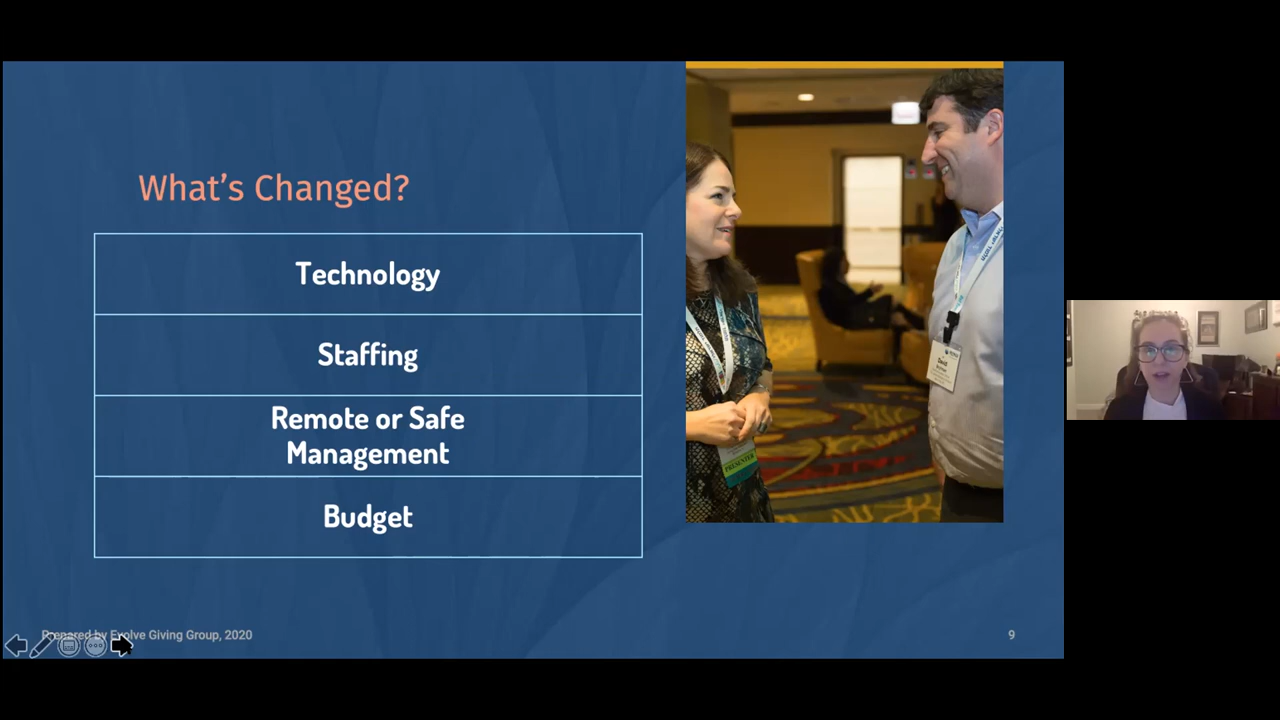 What's Changed?
Technology
Staffing
Remote or Safe
Management
Budget
PRESENTER
Prepared by Evolve Giving Group, 2020
9